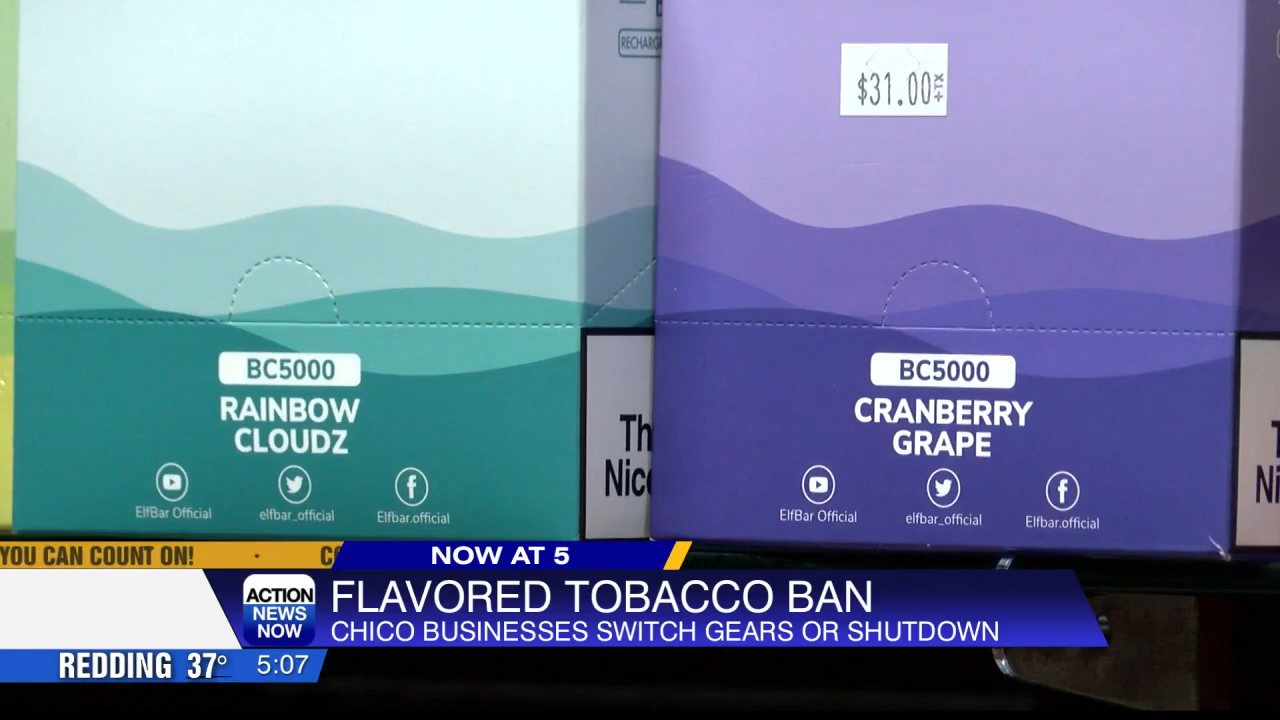 $31.00
+TX
BC5000
RAINBOW
CLOUDZ
ElfBar Official
elfbar_official
Elfbar.official
BC5000
CRANBERRY
GRAPE
ElfBar Official
elfbar_official
Elfbar.official
YOU CAN COUNT ON!
NOW AT 5
ACTION
NEWS
NOW
FLAVORED TOBACCO BAN
CHICO BUSINESSES SWITCH GEARS OR SHUTDOWN
REDDING 37° 5:07